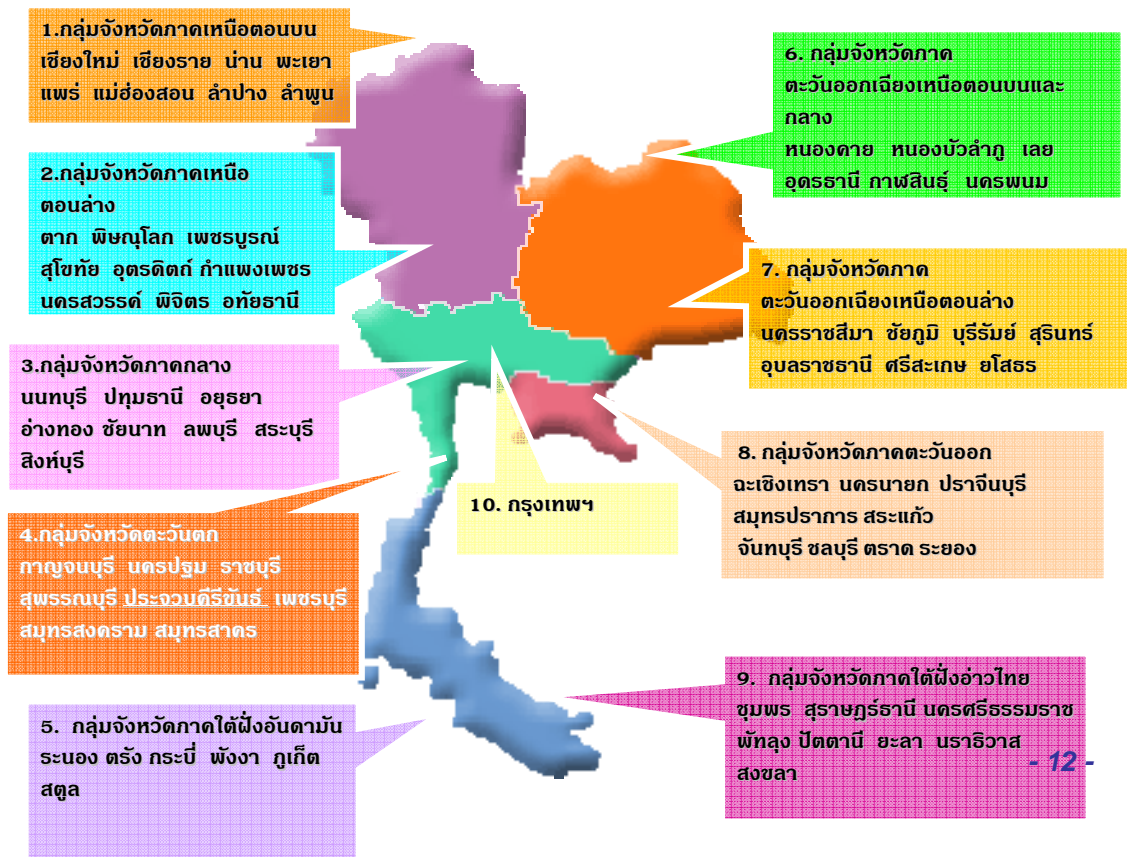 1.กลุ่มจังหวัดภาคเหนือตอนบน
เชียงใหม่ เชียงราย น่าน พะเยา
แพร่ แม่ฮ่องสอน ลำปาง ลำพูน
2.กลุ่มจังหวัดภาคเหนือ
ตอนล่าง
ตาก พิษณุโลก เพชรบูรณ์
สุโขทัย อุตรดิตถ์ กำแพงเพชร
นครสวรรค์ พิจิตร อทัยธานี
3.กลุ่มจังหวัดภาคกลาง
นนทบุรี ปทุมธานี อยุธยา
อ่างทอง ชัยนาท ลพบุรี สระบุรี
สิงห์บุรี
4.กลุ่มจังหวัดตะวันตก
กาญจนบุรี นครปฐม ราชบุรี
สุพรรณบุรี ประจวบคีรีขันธ์ เพชรบุรี
สมุทรสงคราม สมุทรสาคร
5. กลุ่มจังหวัดภาคใต้ฝั่งอันดามัน
ระนอง ตรัง กระบี่ พังงา ภูเก็ต
สตูล
6. กลุ่มจังหวัดภาค
ตะวันออกเฉียงเหนือตอนบนและ
กลาง
หนองคาย หนองบัวลำภู เลย
อุดรธานี กาฬสินธุ์ นครพนม
7. กลุ่มจังหวัดภาค
ตะวันออกเฉียงเหนือตอนล่าง
นครราชสีมา ชัยภูมิ บุรีรัมย์ สุรินทร์
อุบลราชธานี ศรีสะเกษ ยโสธร
8. กลุ่มจังหวัดภาคตะวันออก
ฉะเชิงเทรา นครนายก ปราจีนบุรี
สมุทรปราการ สระแก้ว
จันทบุรี ชลบุรี ตราด ระยอง
9. กลุ่มจังหวัดภาคใต้ฝั่งอ่าวไทย
ชุมพร สุราษฎร์ธานี นครศรีธรรมราช
พัทลุง ปัตตานี ยะลา นราธิวาส
สงขลา
10. กรุงเทพฯ
- 12 -